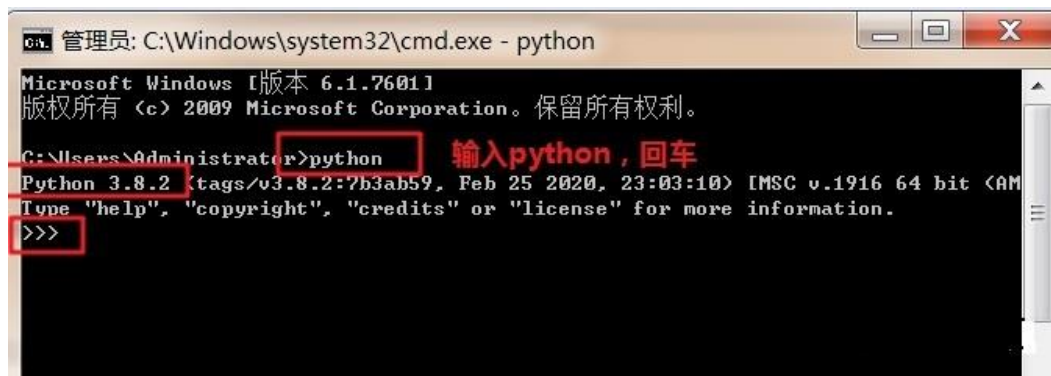 管理员: C:\Windows\system32\cmd.exe - python
Microsoft Windows [版本 6.1.7601]
版权所有 (c) 2009 Microsoft Corporation。保留所有权利。
C:\Users\Administrator>python 输入python，回车
Python 3.8.2 (tags/v3.8.2:7b3ab59, Feb 25 2020, 23:03:10) [MSC v.1916 64 bit (AM
Type "help", "copyright", "credits" or "license" for more information.
>>>